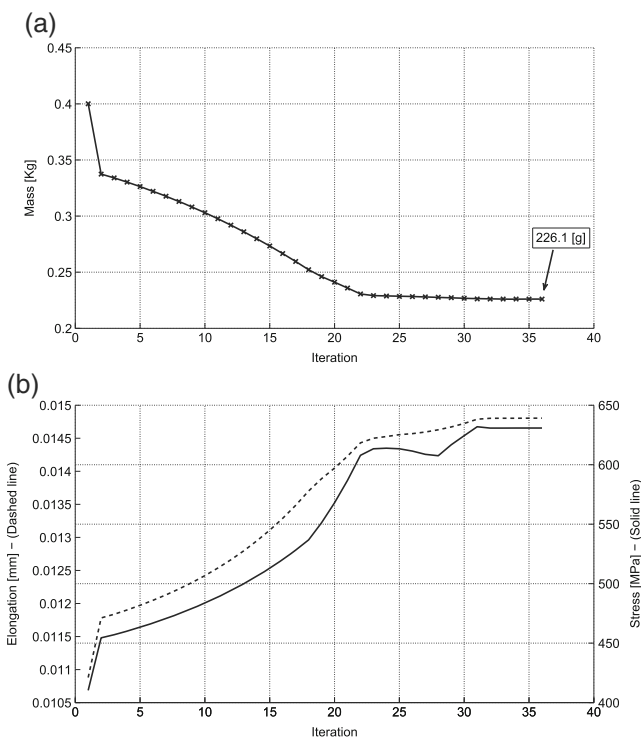 (a)
0.45
0.4
0.35
0.3
0.25
0.2
Mass [Kg]
226.1 [g]
0 5 10 15 20 25 30 35 40
Iteration
(b)
0.015
0.0145
0.014
0.0135
0.013
0.0125
0.012
0.0115
0.011
0.0105
Elongation [mm] – (Dashed line)
650
600
550
500
450
400
Stress [MPa] – (Solid line)
0 5 10 15 20 25 30 35 40
Iteration